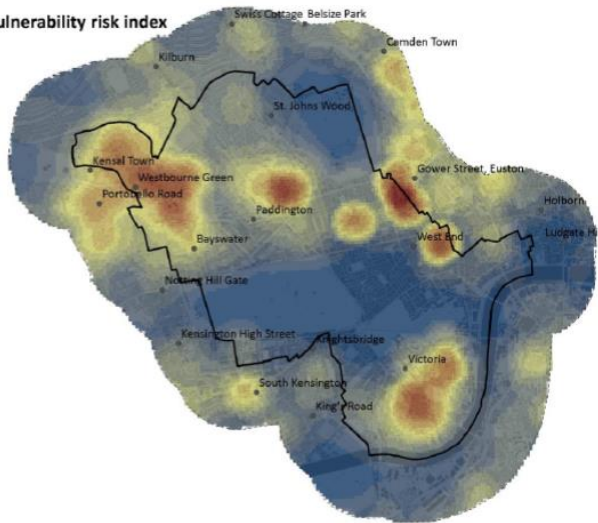 ulnerability risk index
Swiss Cottage Belsize Park
Camden Town
Kilburn
St. Johns Wood
Kensal Town
Gower Street, Euston
Westbourne Green
Portobello Road
Holborn
Paddington
West End
Ludgate H
Bayswater
Notting Hill Gate
Kensington High Street
Knightsbridge
Victoria
South Kensington
King's Road